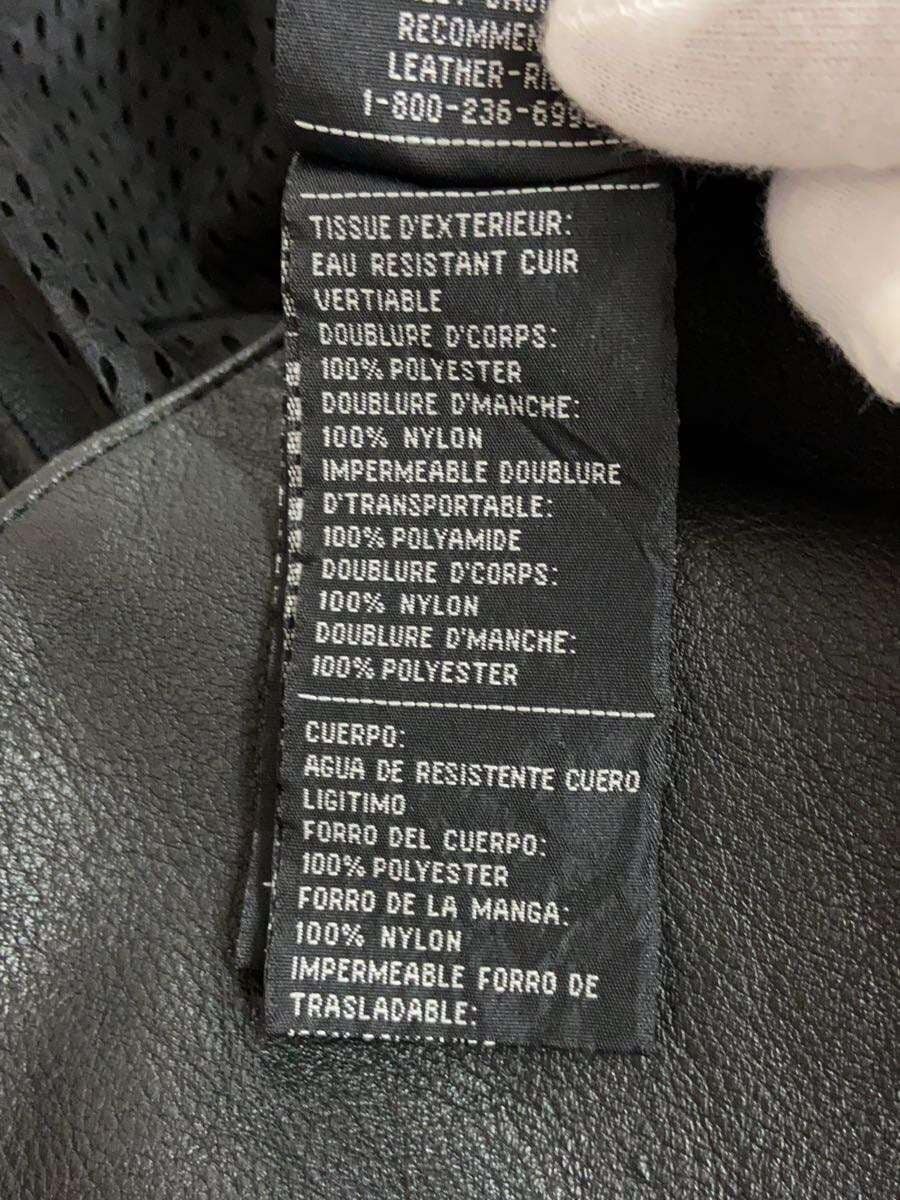 RECOMMEN
LEATHER-RI
1-800-236-699
TISSUE D'EXTERIEUR:
EAU RESISTANT CUIR
VERTIABLE
DOUBLURE D'CORPS:
100% POLYESTER
DOUBLURE D'MANCHE:
100% NYLON
IMPERMEABLE DOUBLURE
D'TRANSPORTABLE:
100% POLYAMIDE
DOUBLURE D'CORPS:
100% NYLON
DOUBLURE D'MANCHE:
100% POLYESTER
CUERPO:
AGUA DE RESISTENTE CUERO
LIGITIMO
FORRO DEL CUERPO:
100% POLYESTER
FORRO DE LA MANGA:
100% NYLON
IMPERMEABLE FORRO DE
TRASLADABLE: